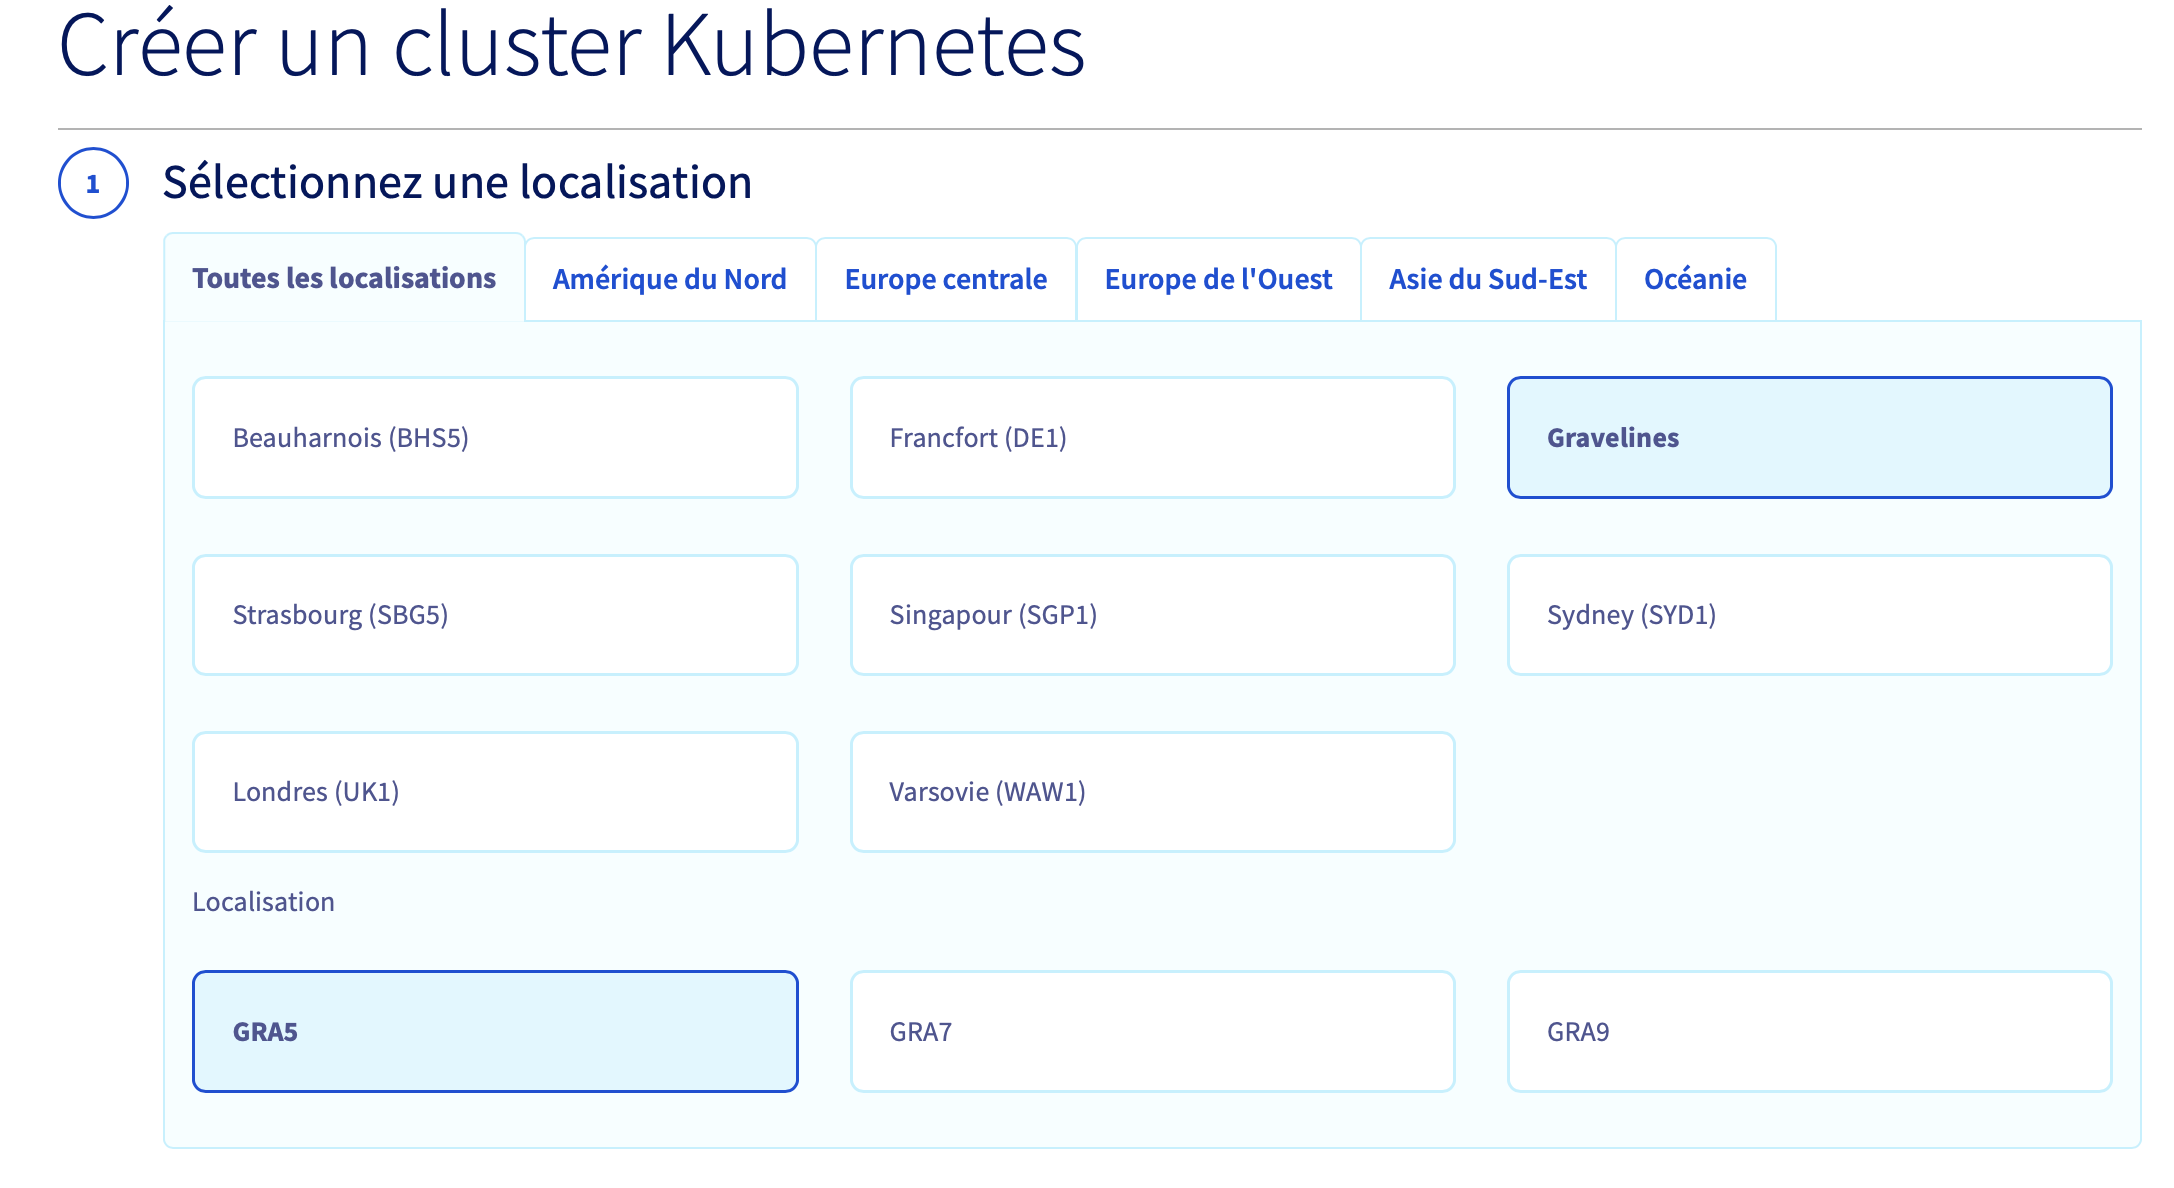 Créer un cluster Kubernetes
1 Sélectionnez une localisation
Toutes les localisations Amérique du Nord Europe centrale Europe de l'Ouest Asie du Sud-Est Océanie
Beauharnois (BHS5) Francfort (DE1) Gravelines
Strasbourg (SBG5) Singapour (SGP1) Sydney (SYD1)
Londres (UK1) Varsovie (WAW1)
Localisation
GRA5 GRA7 GRA9